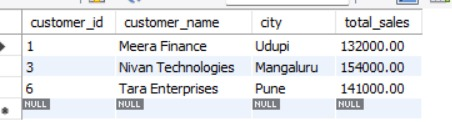 customer_id customer_name city total_sales
1 Meera Finance Udupi 132000.00
3 Nivan Technologies Mangaluru 154000.00
6 Tara Enterprises Pune 141000.00
NULL NULL NULL NULL